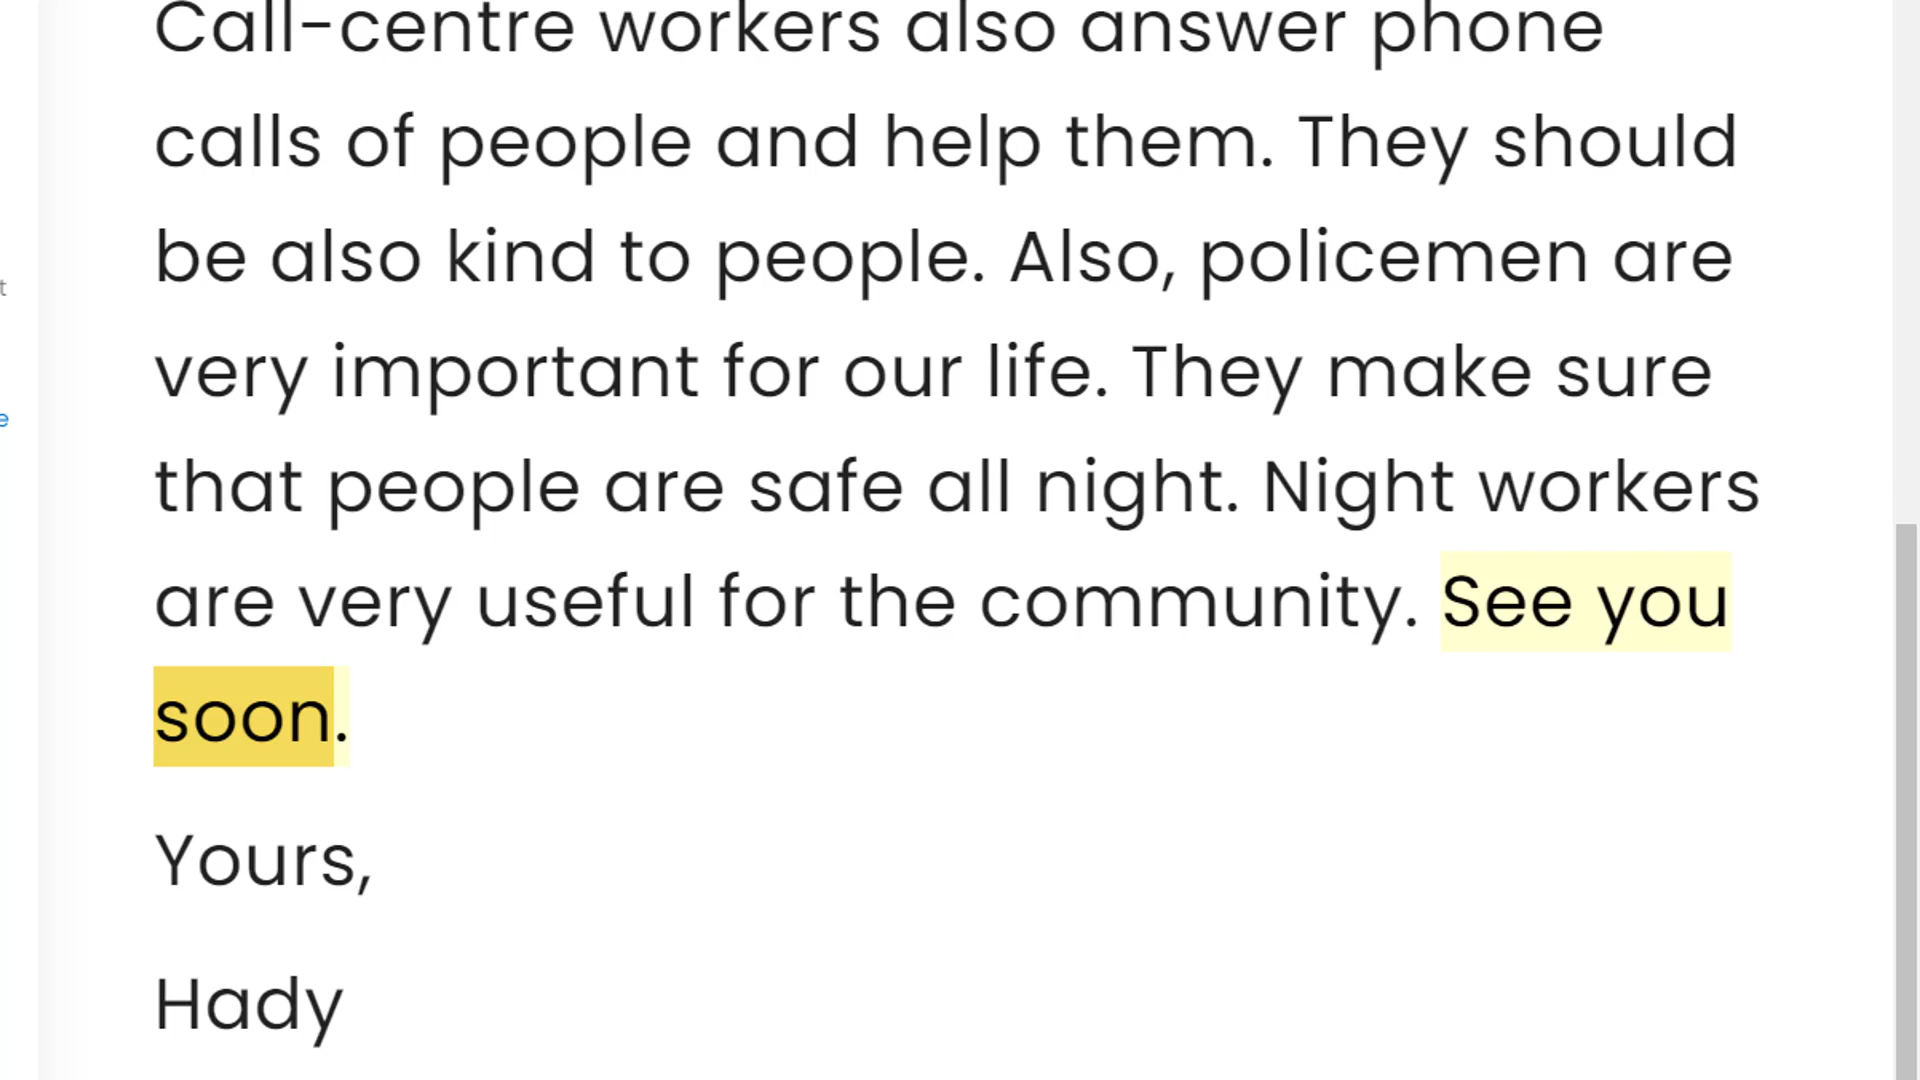 Call-centre workers also answer phone
calls of people and help them. They should
be also kind to people. Also, policemen are
very important for our life. They make sure
that people are safe all night. Night workers
are very useful for the community. See you
soon.
Yours,
Hady